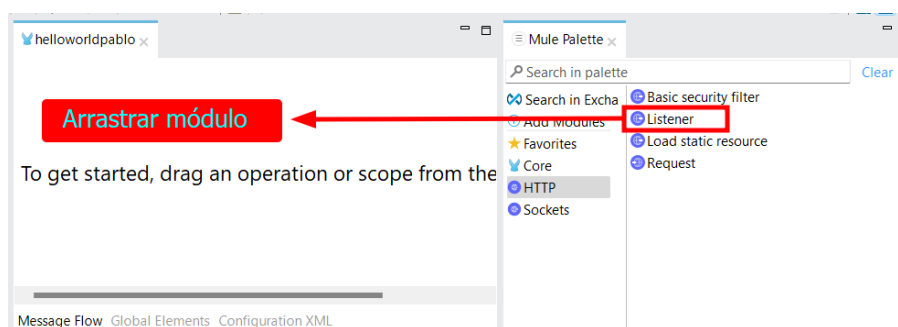 helloworldpablo
Arrastrar módulo
To get started, drag an operation or scope from the
Message Flow Global Elements Configuration XML
Mule Palette
Search in palette
Clear
Search in Excha
Add Modules
Favorites
Core
HTTP
Sockets
Basic security filter
Listener
Load static resource
Request